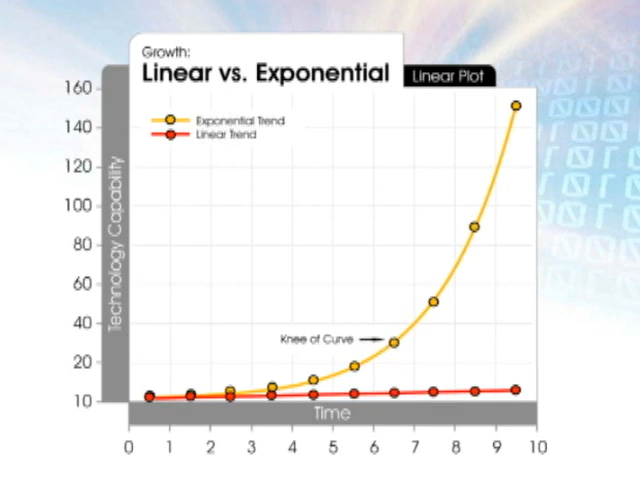 Growth:
Linear vs. Exponential
Linear Plot
Exponential Trend
Linear Trend
Technology Capability
160
140
120
100
80
60
40
20
10
Knee of Curve
Time
0 1 2 3 4 5 6 7 8 9 10